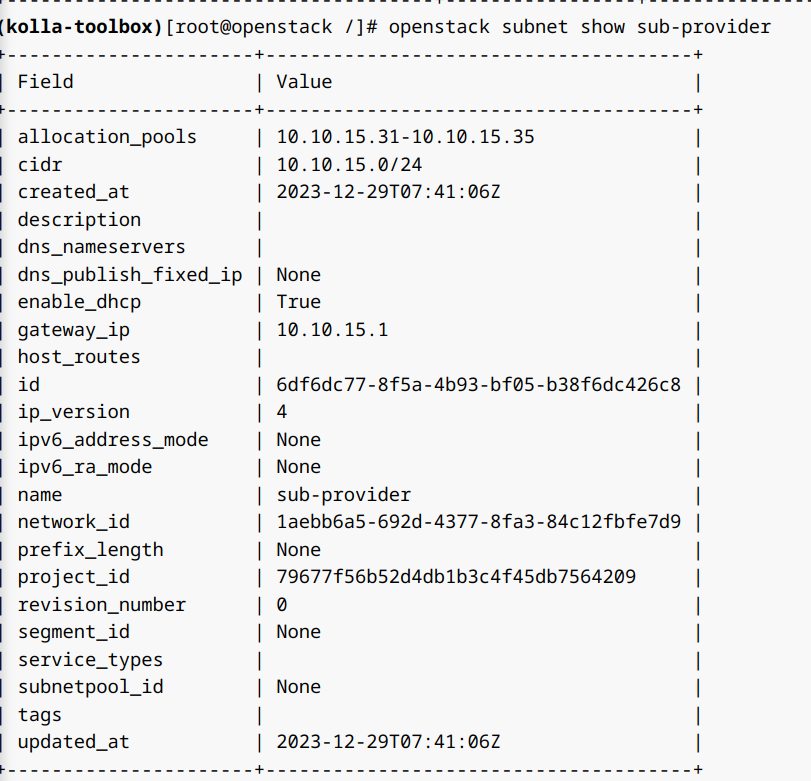 (kolla-toolbox)[root@openstack /]# openstack subnet show sub-provider
+----------------------+--------------------------------------+
| Field                | Value                                |
+----------------------+--------------------------------------+
| allocation_pools     | 10.10.15.31-10.10.15.35              |
| cidr                 | 10.10.15.0/24                        |
| created_at           | 2023-12-29T07:41:06Z                 |
| description          |                                      |
| dns_nameservers      |                                      |
| dns_publish_fixed_ip | None                                 |
| enable_dhcp          | True                                 |
| gateway_ip           | 10.10.15.1                           |
| host_routes          |                                      |
| id                   | 6df6dc77-8f5a-4b93-bf05-b38f6dc426c8 |
| ip_version           | 4                                    |
| ipv6_address_mode    | None                                 |
| ipv6_ra_mode         | None                                 |
| name                 | sub-provider                         |
| network_id           | 1aebb6a5-692d-4377-8fa3-84c12fbfe7d9 |
| prefix_length        | None                                 |
| project_id           | 79677f56b52d4db1b3c4f45db7564209     |
| revision_number      | 0                                    |
| segment_id           | None                                 |
| service_types        |                                      |
| subnetpool_id        | None                                 |
| tags                 |                                      |
| updated_at           | 2023-12-29T07:41:06Z                 |
+----------------------+--------------------------------------+